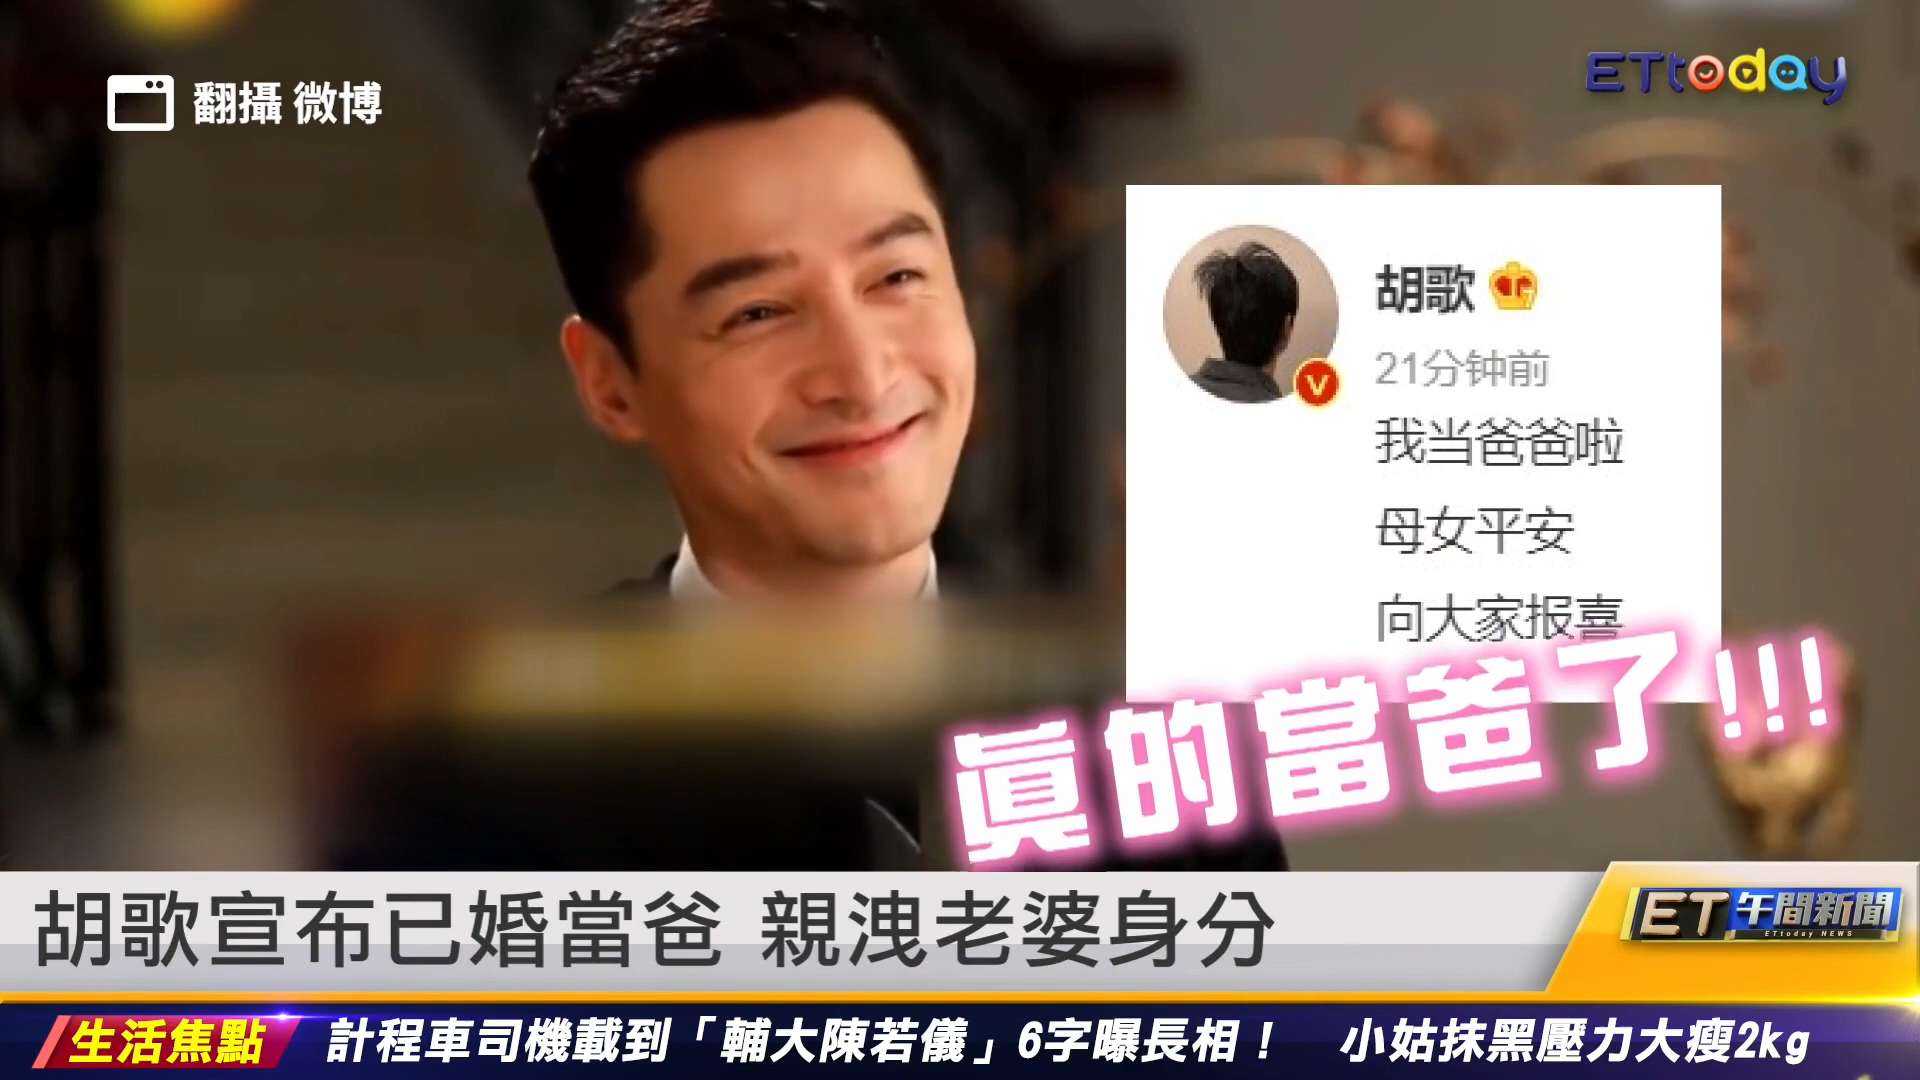 翻攝 微博
ETtoday
胡歌
21分钟前
我当爸爸啦
母女平安
向大家报喜
真的當爸了!!!
胡歌宣布已婚當爸 親洩老婆身分
ET午間新聞
ETtoday NEWS
生活焦點
計程車司機載到「輔大陳若儀」6字曝長相! 小姑抹黑壓力大瘦2kg